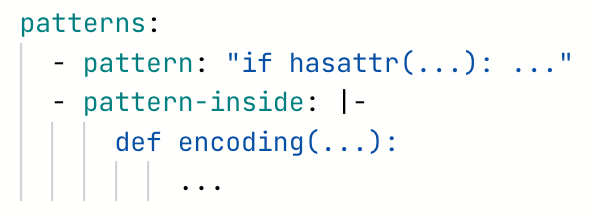 patterns:
  - pattern: "if hasattr(...): ..."
  - pattern-inside: |-
      def encoding(...):
          ...